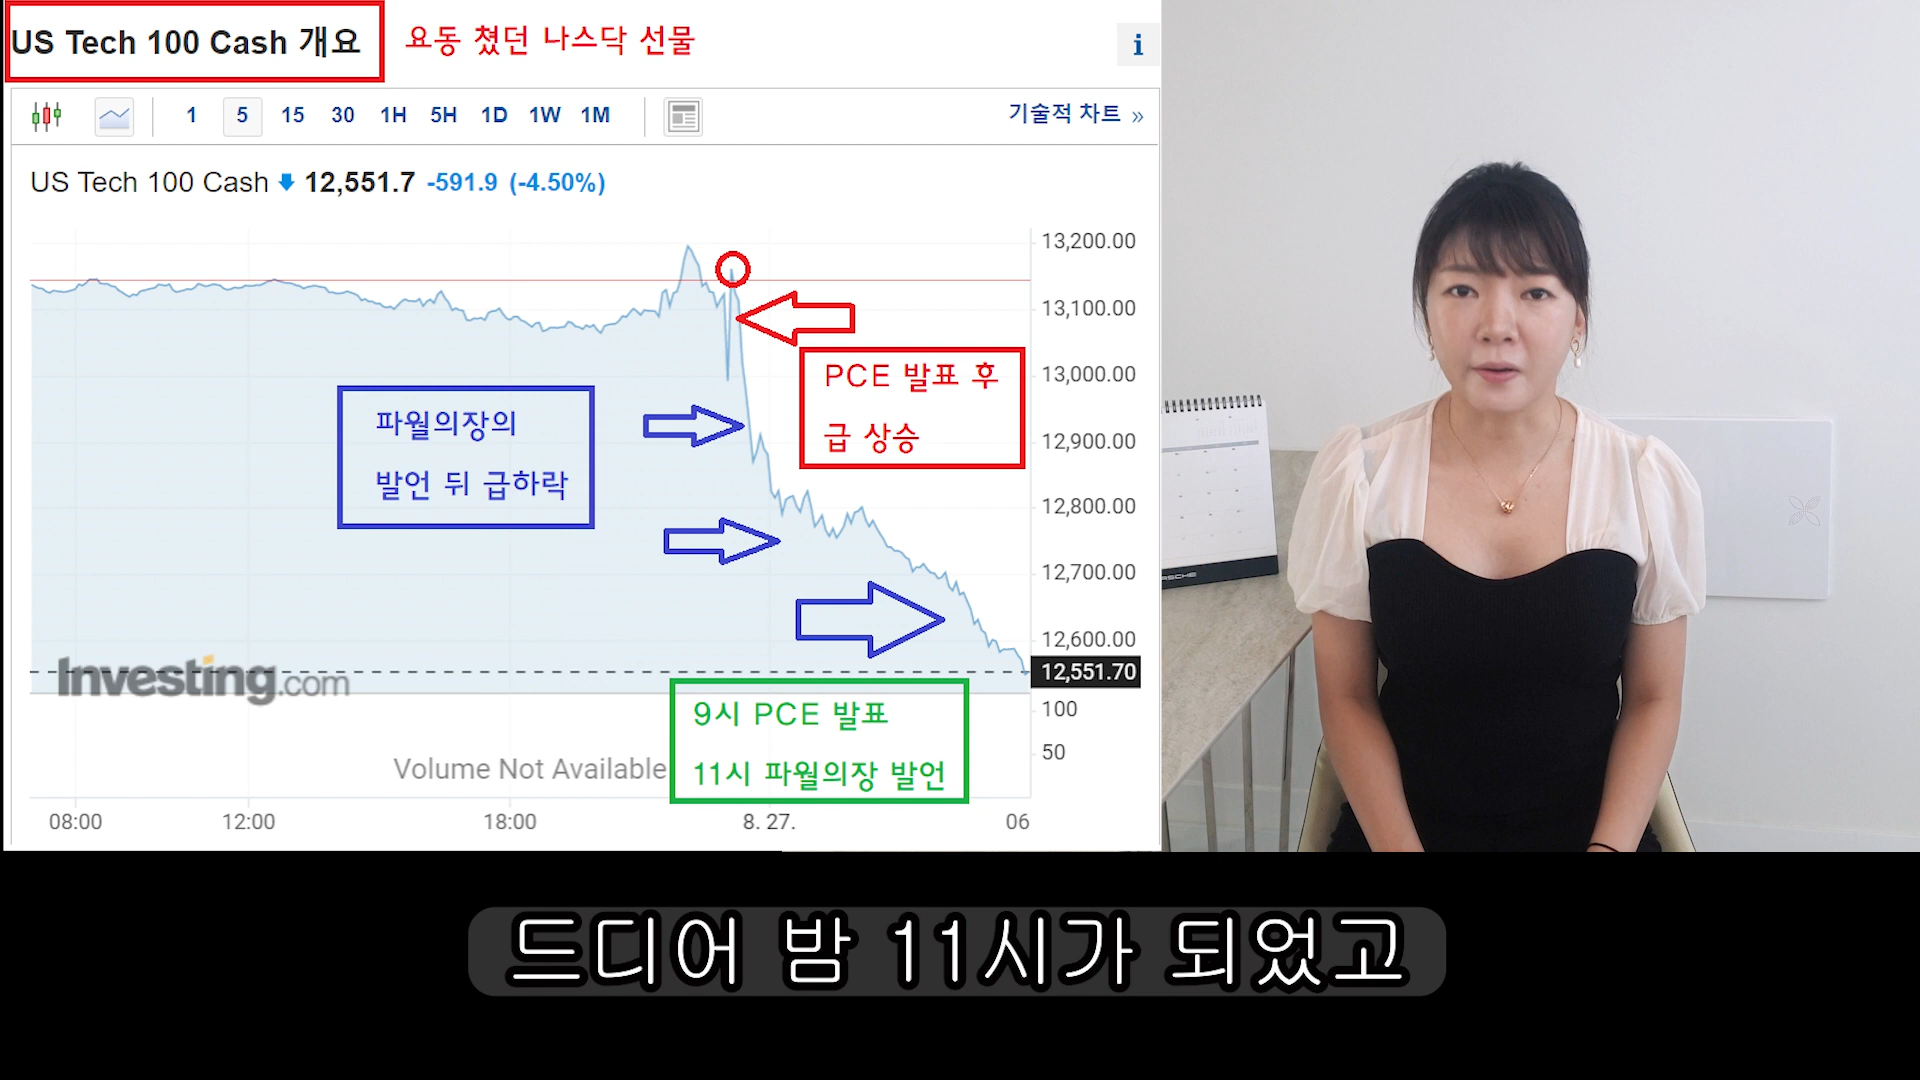 US Tech 100 Cash 개요
요동 쳤던 나스닥 선물
i
1 5 15 30 1H 5H 1D 1W 1M
기술적 차트 »
US Tech 100 Cash 12,551.7 -591.9 (-4.50%)
13,200.00
13,100.00
13,000.00
12,900.00
12,800.00
12,700.00
12,600.00
12,551.70
100
50
PCE 발표 후
급 상승
파월의장의
발언 뒤 급하락
Investing.com
9시 PCE 발표
11시 파월의장 발언
Volume Not Available
08:00 12:00 18:00 8. 27. 06
드디어 밤 11시가 되었고